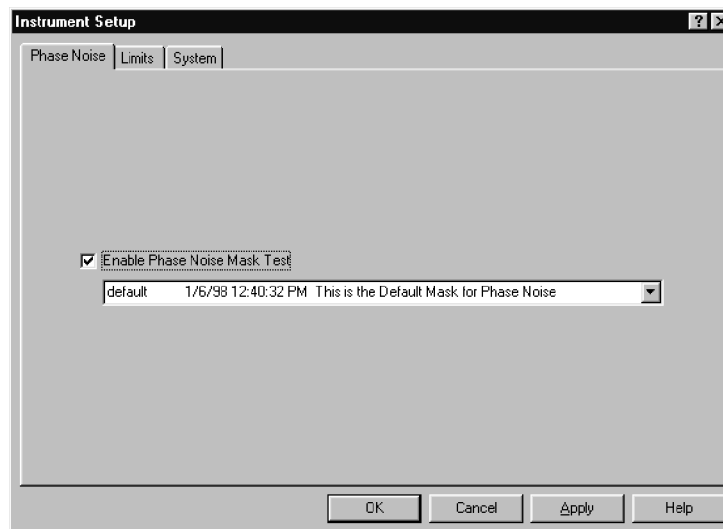 Instrument Setup
Phase Noise Limits System
Enable Phase Noise Mask Test
default 1/6/98 12:40:32 PM This is the Default Mask for Phase Noise
OK Cancel Apply Help